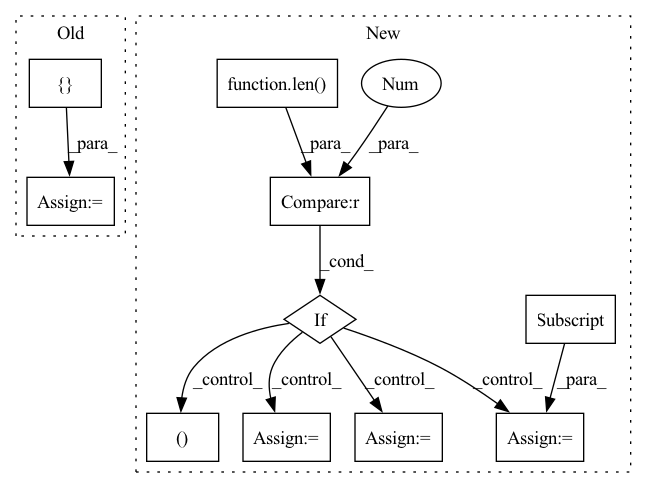 Old
New
{}
function.len()
Num
_para_
_para_
_para_
Assign:=
Compare:r
_cond_
If
Subscript
_control_
_control_
_control_
_control_
_para_
()
Assign:=
Assign:=
Assign:=